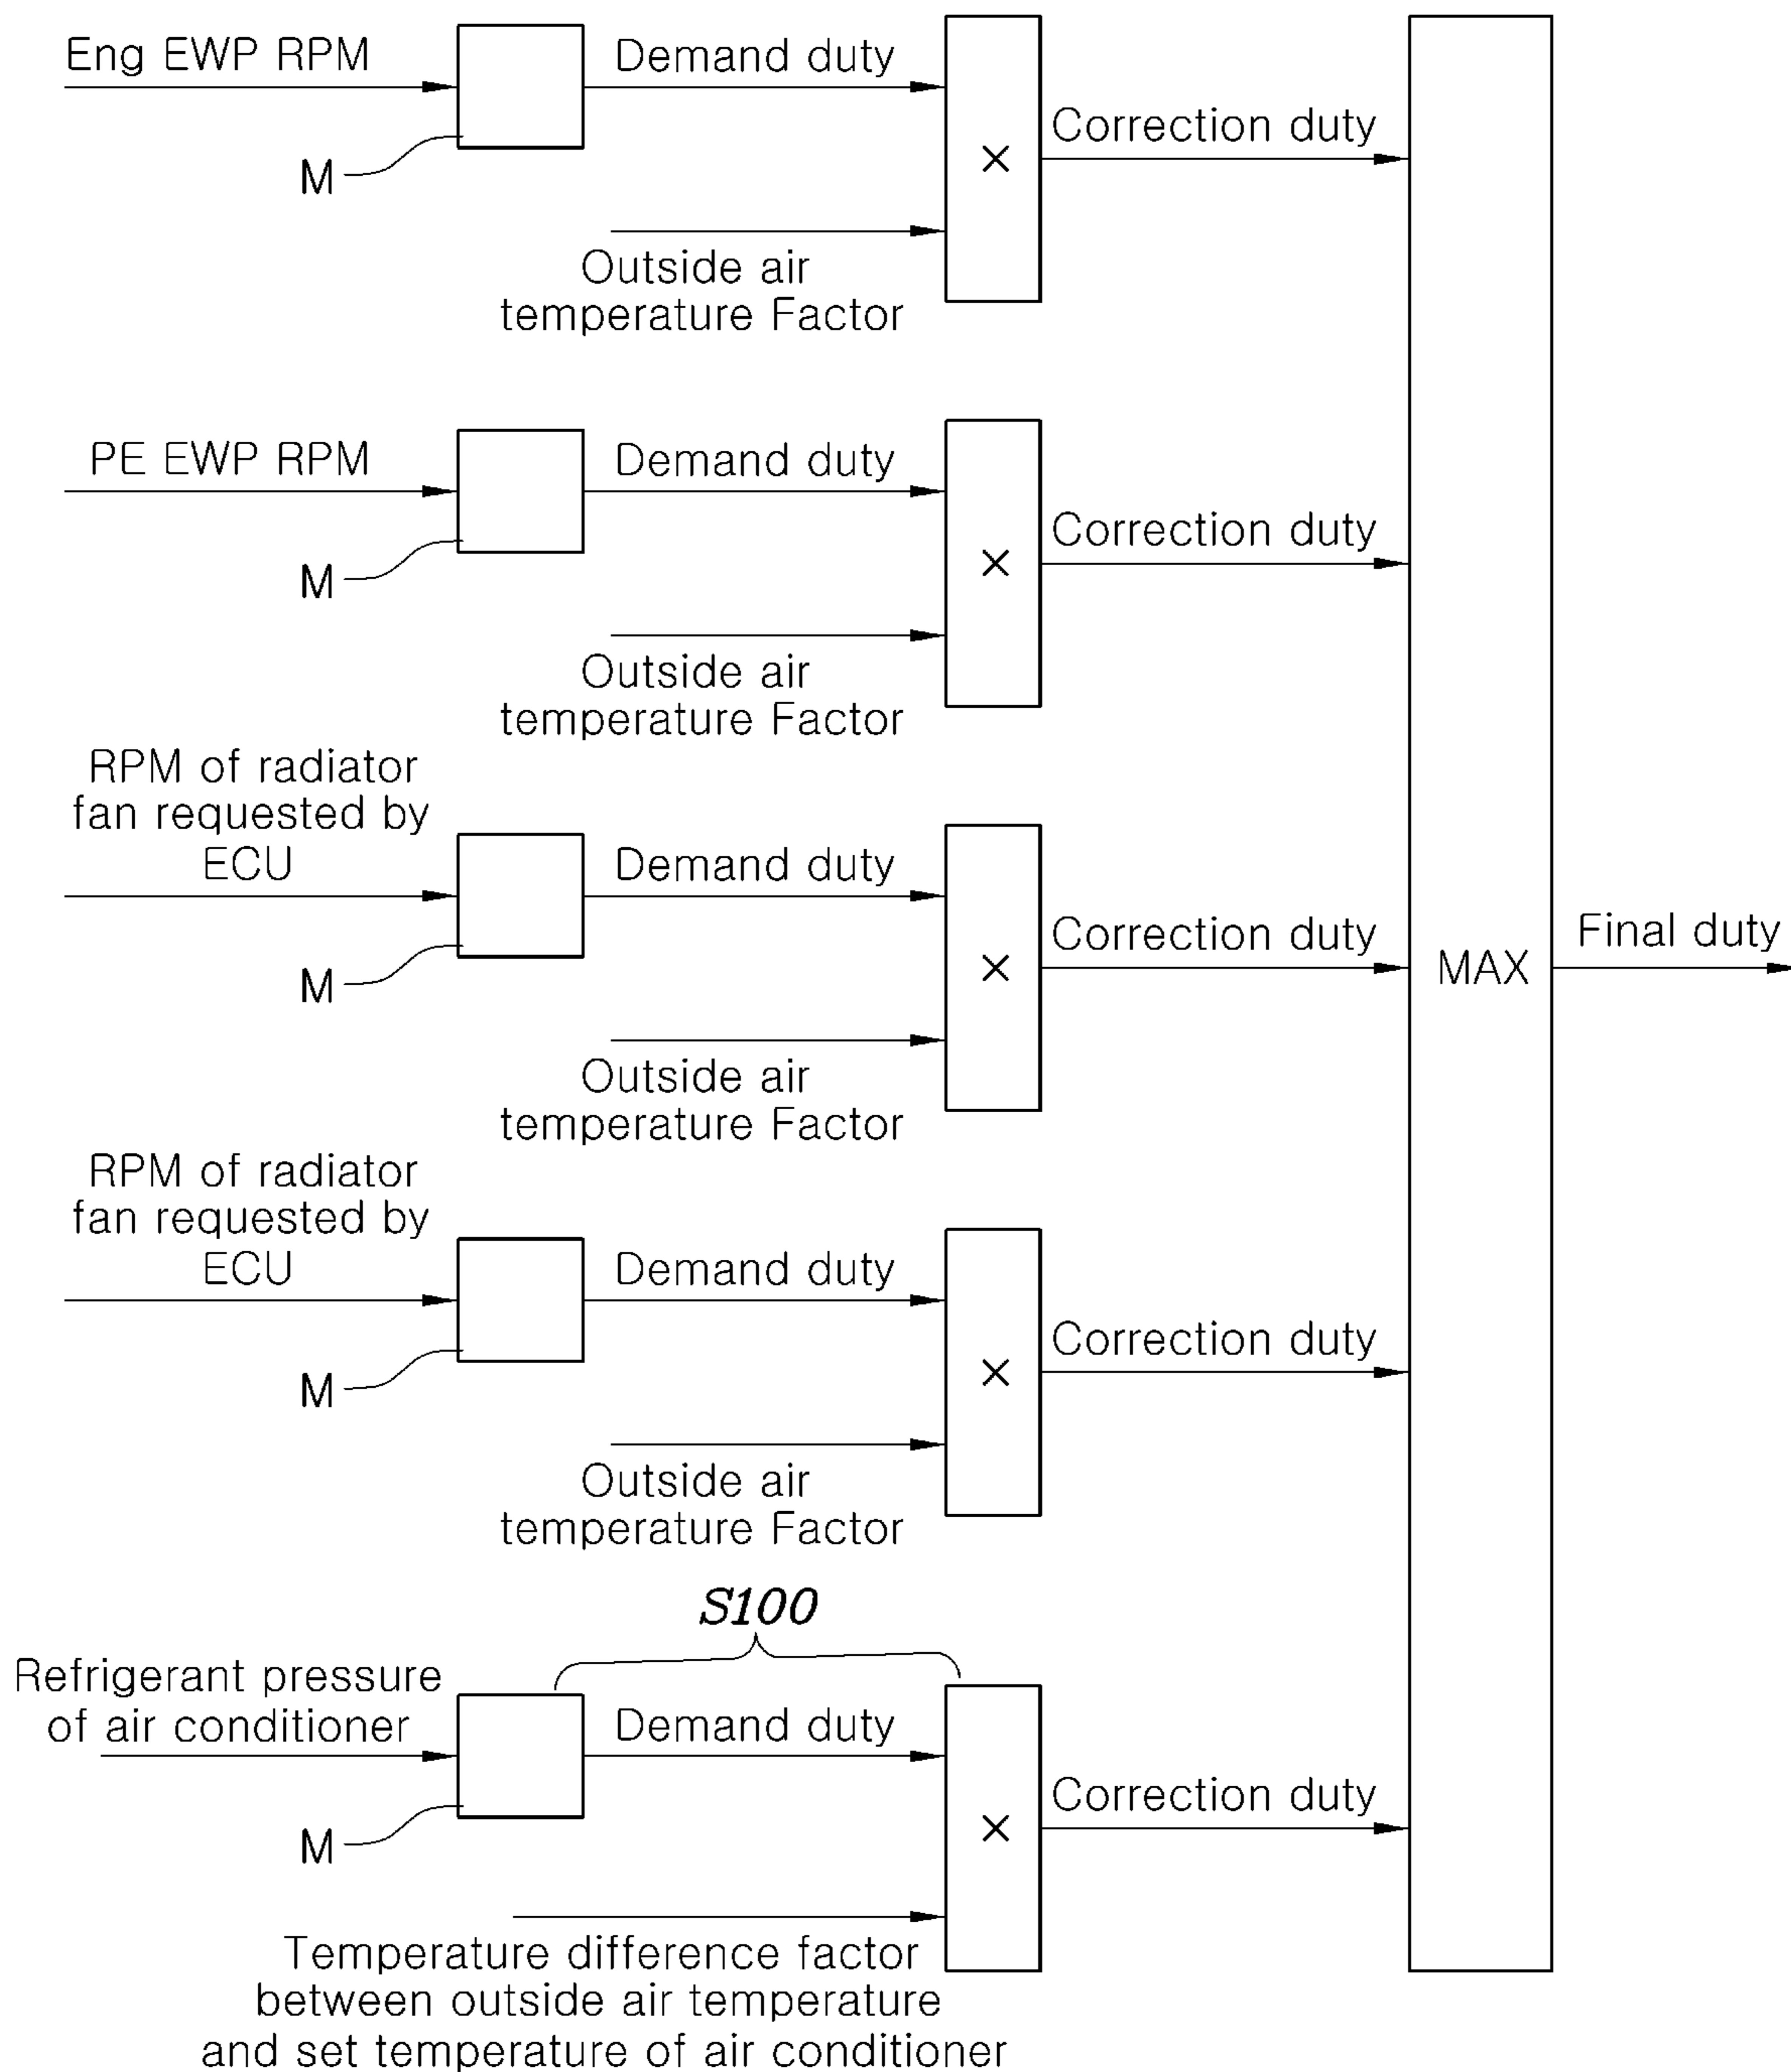 Eng EWP RPM
Demand duty
Correction duty
×
M
Outside air
temperature Factor
PE EWP RPM
Demand duty
Correction duty
×
M
Outside air
temperature Factor
RPM of radiator
fan requested by
ECU
Demand duty
Correction duty
×
M
Outside air
temperature Factor
MAX
Final duty
RPM of radiator
fan requested by
ECU
Demand duty
Correction duty
×
M
Outside air
temperature Factor
S100
Refrigerant pressure
of air conditioner
Demand duty
Correction duty
×
M
Temperature difference factor
between outside air temperature
and set temperature of air conditioner